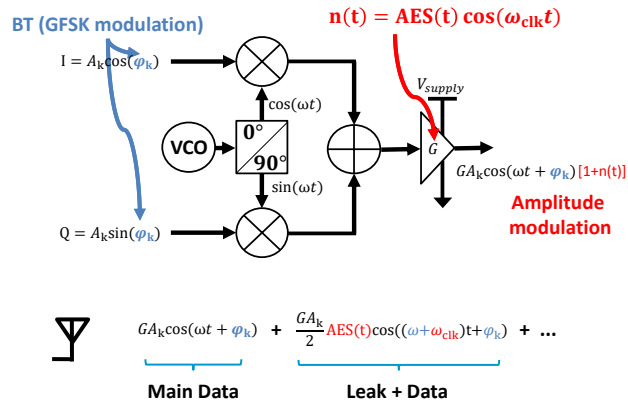 BT (GFSK modulation)
n(t) = AES(t) cos(ω_clk t)
I = A_k cos(φ_k)
V_supply
cos(ωt)
VCO
0°
90°
G
sin(ωt)
GA_k cos(ωt + φ_k) [1+n(t)]
Q = A_k sin(φ_k)
Amplitude
modulation
GA_k cos(ωt + φ_k) + GA_k/2 AES(t)cos((ω+ω_clk)t+φ_k) + ...
Main Data
Leak + Data